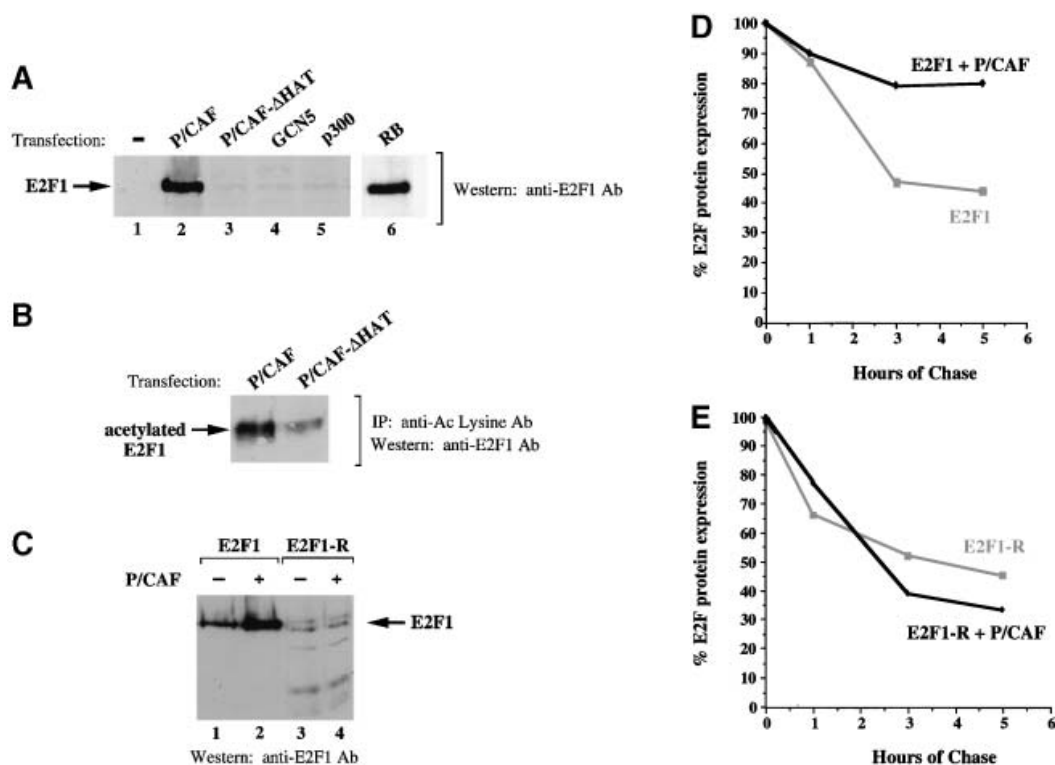 A
Transfection: – P/CAF P/CAF-ΔHAT GCN5 p300 RB
E2F1
Western: anti-E2F1 Ab
1 2 3 4 5 6
B
Transfection: P/CAF P/CAF-ΔHAT
acetylated
E2F1
IP: anti-Ac Lysine Ab
Western: anti-E2F1 Ab
C
E2F1 E2F1-R
P/CAF – + – +
E2F1
1 2 3 4
Western: anti-E2F1 Ab
D
% E2F protein expression
100
90
80
70
60
50
40
30
20
10
0
E2F1 + P/CAF
E2F1
0 1 2 3 4 5 6
Hours of Chase
E
% E2F protein expression
100
90
80
70
60
50
40
30
20
10
0
E2F1-R
E2F1-R + P/CAF
0 1 2 3 4 5 6
Hours of Chase